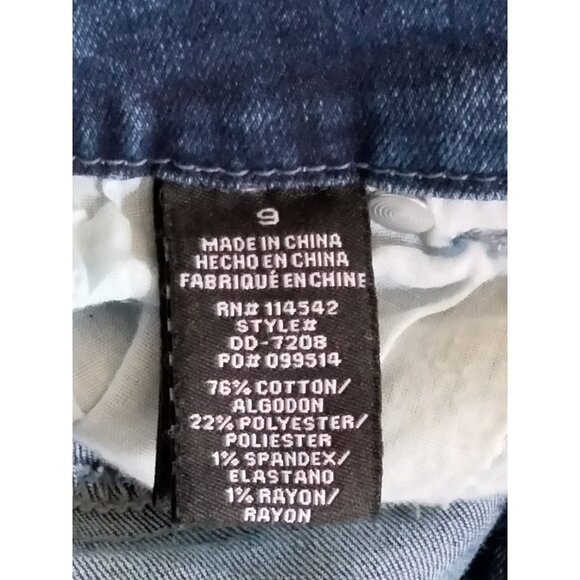 9
MADE IN CHINA
HECHO EN CHINA
FABRIQUÉ EN CHINE
RN# 114542
STYLE#
DD-7208
PO# 099514
76% COTTON/
ALGODON
22% POLYESTER/
POLIESTER
1% SPANDEX/
ELASTANO
1% RAYON/
RAYON